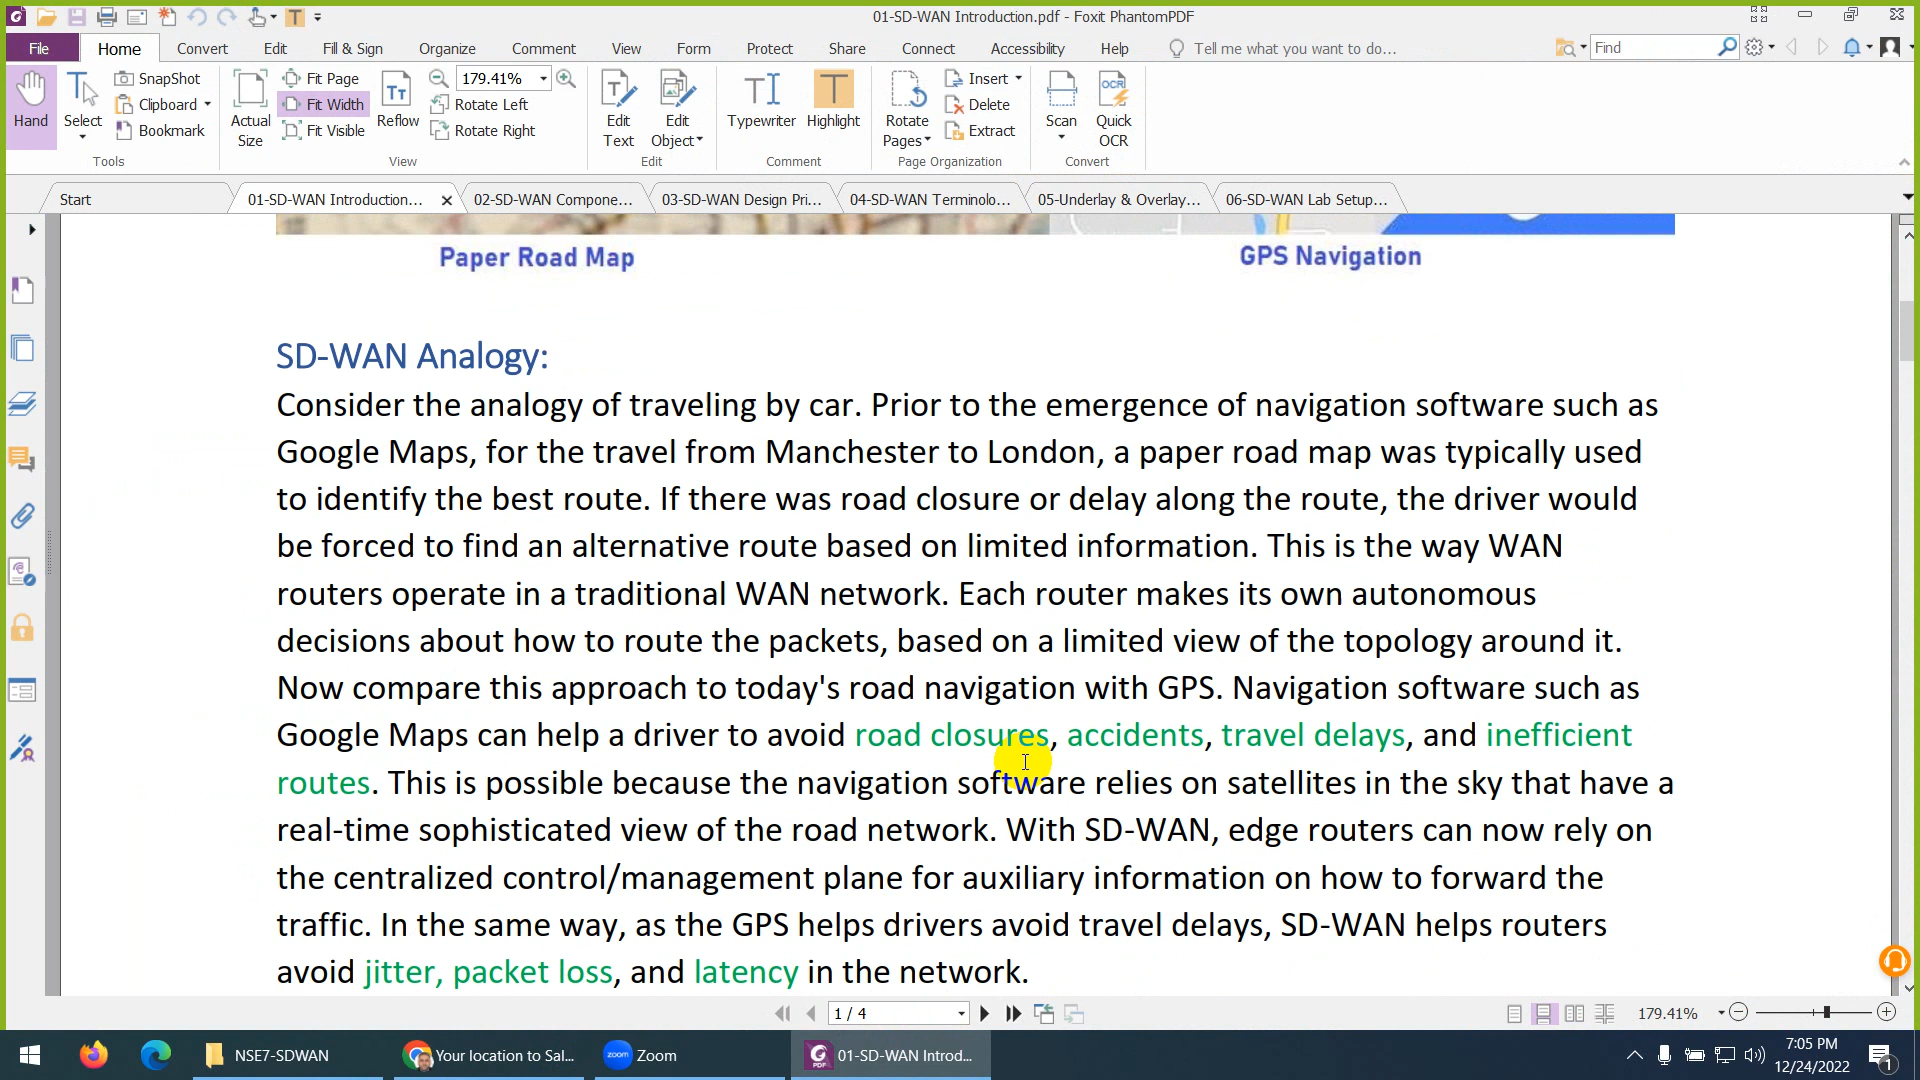 01-SD-WAN Introduction.pdf - Foxit PhantomPDF
File Home Convert Edit Fill & Sign Organize Comment View Form Protect Share Connect Accessibility Help Tell me what you want to do... Find
Hand
Select
SnapShot
Clipboard
Bookmark
Tools
Actual Size
Fit Page
Fit Width
Fit Visible
Reflow
179.41%
Rotate Left
Rotate Right
View
Edit Text
Edit Object
Edit
Typewriter
Highlight
Comment
Rotate Pages
Insert
Delete
Extract
Page Organization
Scan
Quick OCR
Convert
Start 01-SD-WAN Introduction... 02-SD-WAN Compone... 03-SD-WAN Design Pri... 04-SD-WAN Terminolo... 05-Underlay & Overlay... 06-SD-WAN Lab Setup...
Paper Road Map GPS Navigation
SD-WAN Analogy:
Consider the analogy of traveling by car. Prior to the emergence of navigation software such as
Google Maps, for the travel from Manchester to London, a paper road map was typically used
to identify the best route. If there was road closure or delay along the route, the driver would
be forced to find an alternative route based on limited information. This is the way WAN
routers operate in a traditional WAN network. Each router makes its own autonomous
decisions about how to route the packets, based on a limited view of the topology around it.
Now compare this approach to today's road navigation with GPS. Navigation software such as
Google Maps can help a driver to avoid road closures, accidents, travel delays, and inefficient
routes. This is possible because the navigation software relies on satellites in the sky that have a
real-time sophisticated view of the road network. With SD-WAN, edge routers can now rely on
the centralized control/management plane for auxiliary information on how to forward the
traffic. In the same way, as the GPS helps drivers avoid travel delays, SD-WAN helps routers
avoid jitter, packet loss, and latency in the network.
1 / 4 179.41%
NSE7-SDWAN Your location to Sal... zoom Zoom PDF 01-SD-WAN Introd...
7:05 PM
12/24/2022
1